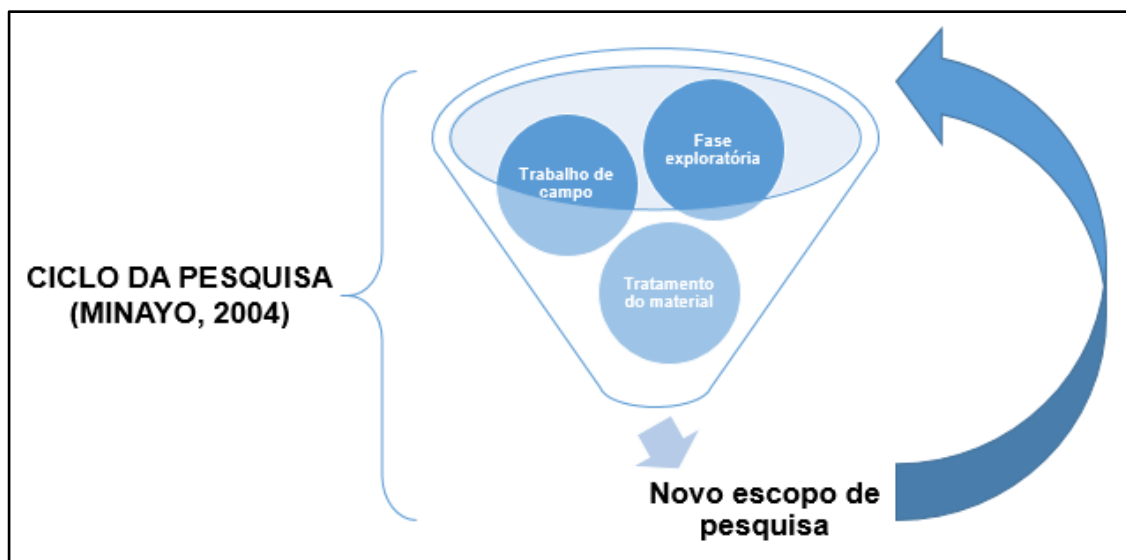 CICLO DA PESQUISA
(MINAYO, 2004)
Fase
exploratória
Trabalho de
campo
Tratamento
do material
Novo escopo de
pesquisa